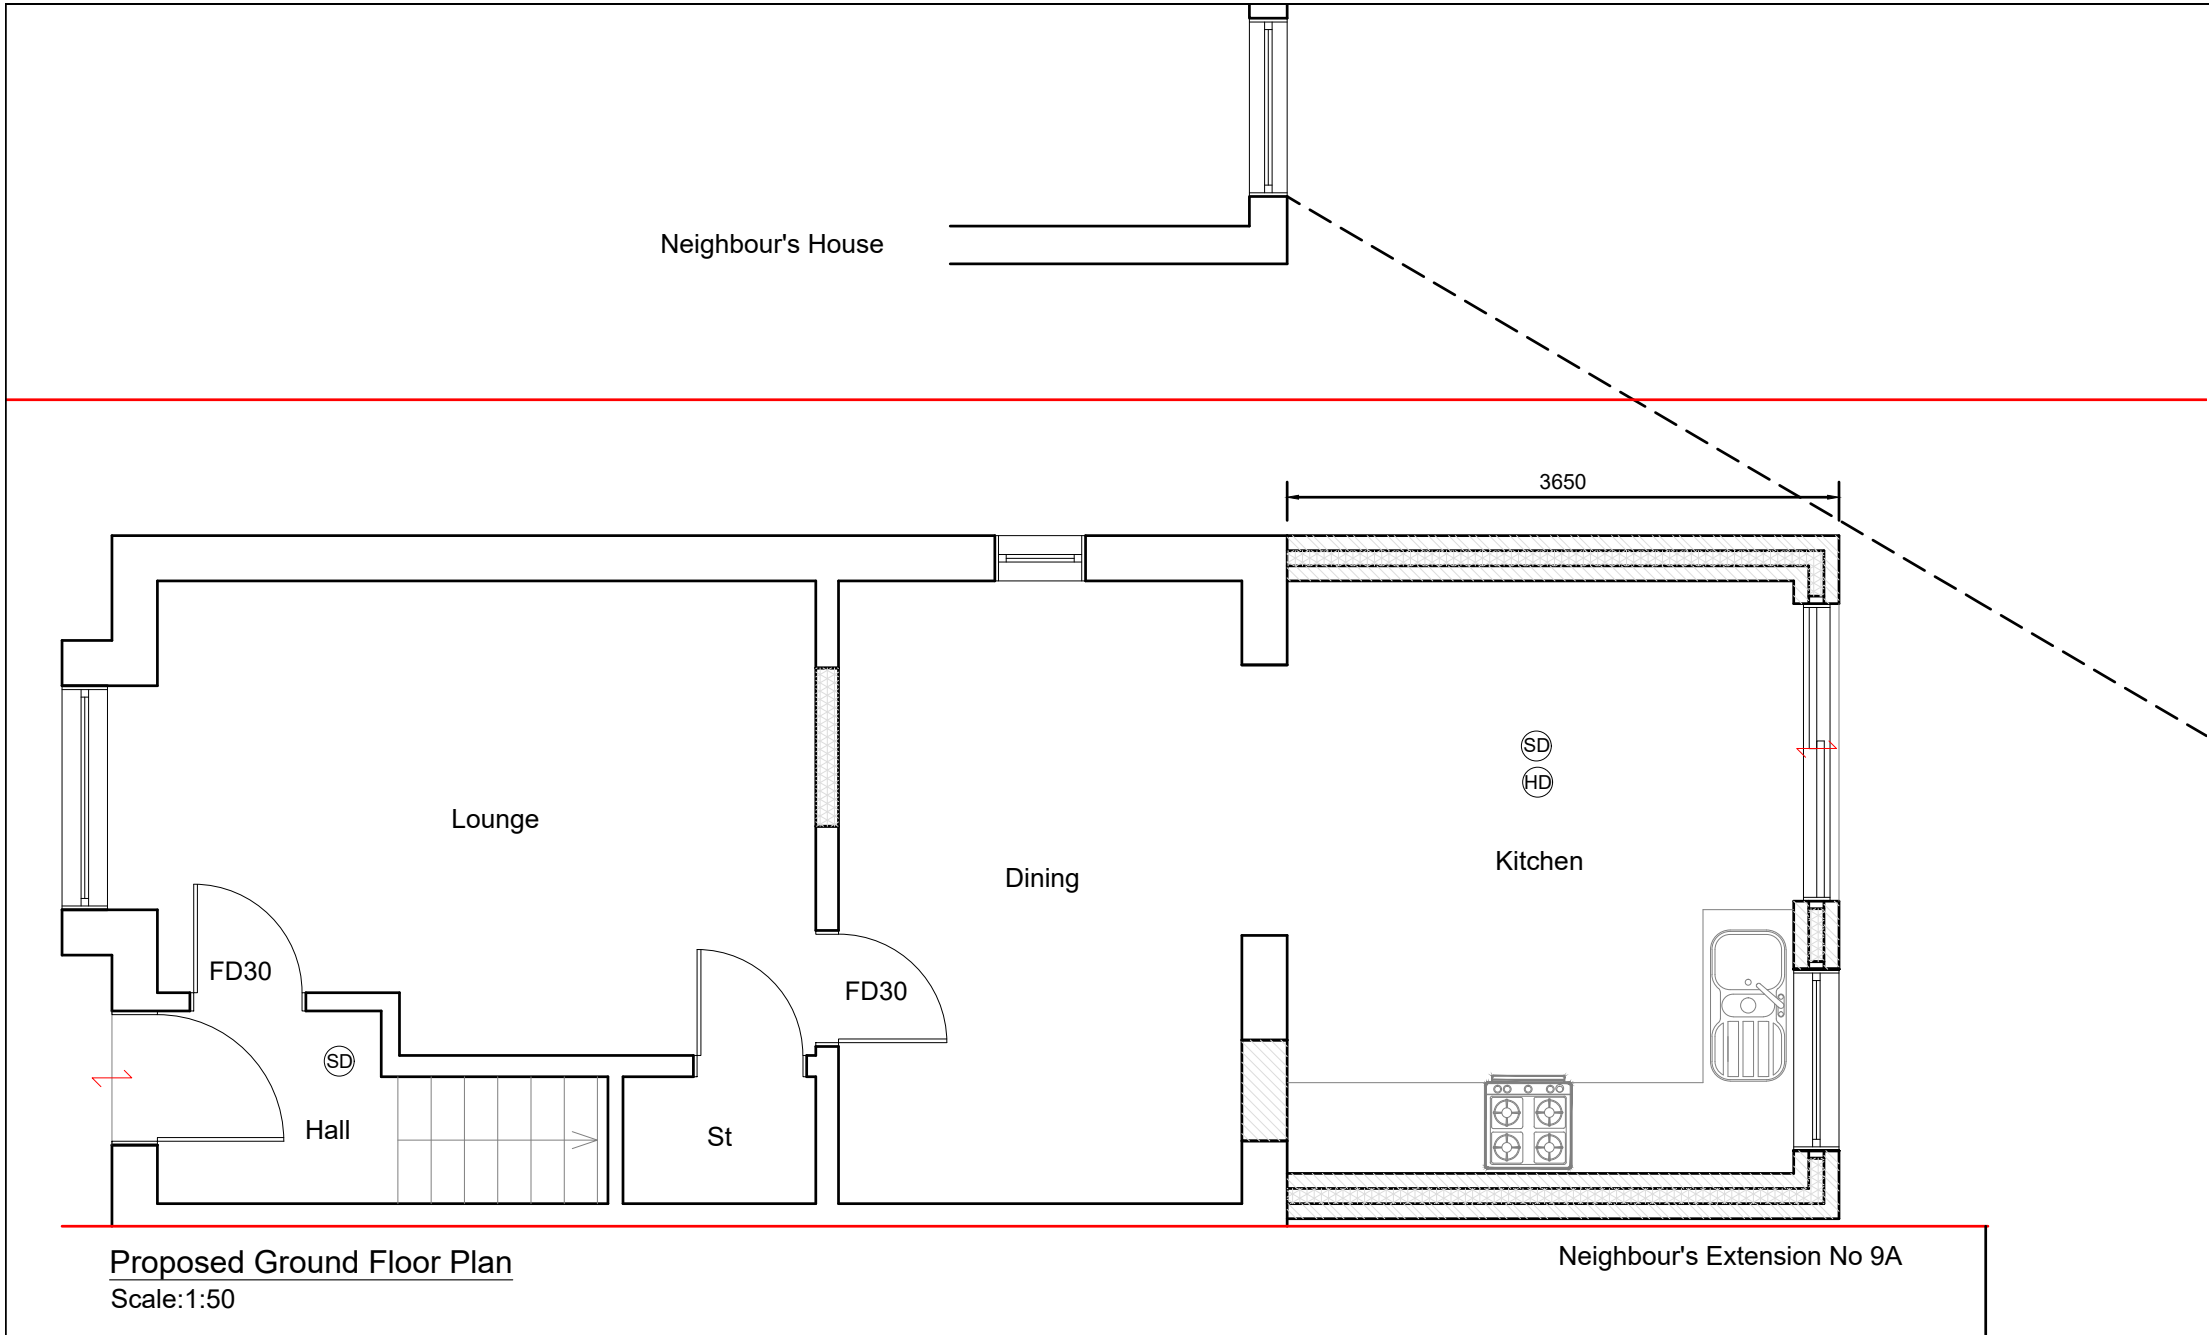 Neighbour's House
3650
SD
HD
Lounge
Kitchen
Dining
FD30
FD30
SD
Hall
St
Proposed Ground Floor Plan
Scale:1:50
Neighbour's Extension No 9A